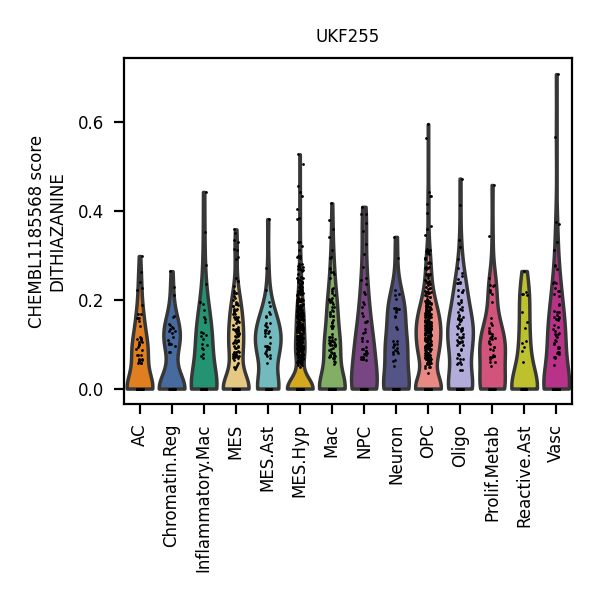 UKF255
CHEMBL1185568 score
DITHIAZANINE
0.6
0.4
0.2
0.0
AC
Chromatin.Reg
Inflammatory.Mac
MES
MES.Ast
MES.Hyp
Mac
NPC
Neuron
OPC
Oligo
Prolif.Metab
Reactive.Ast
Vasc